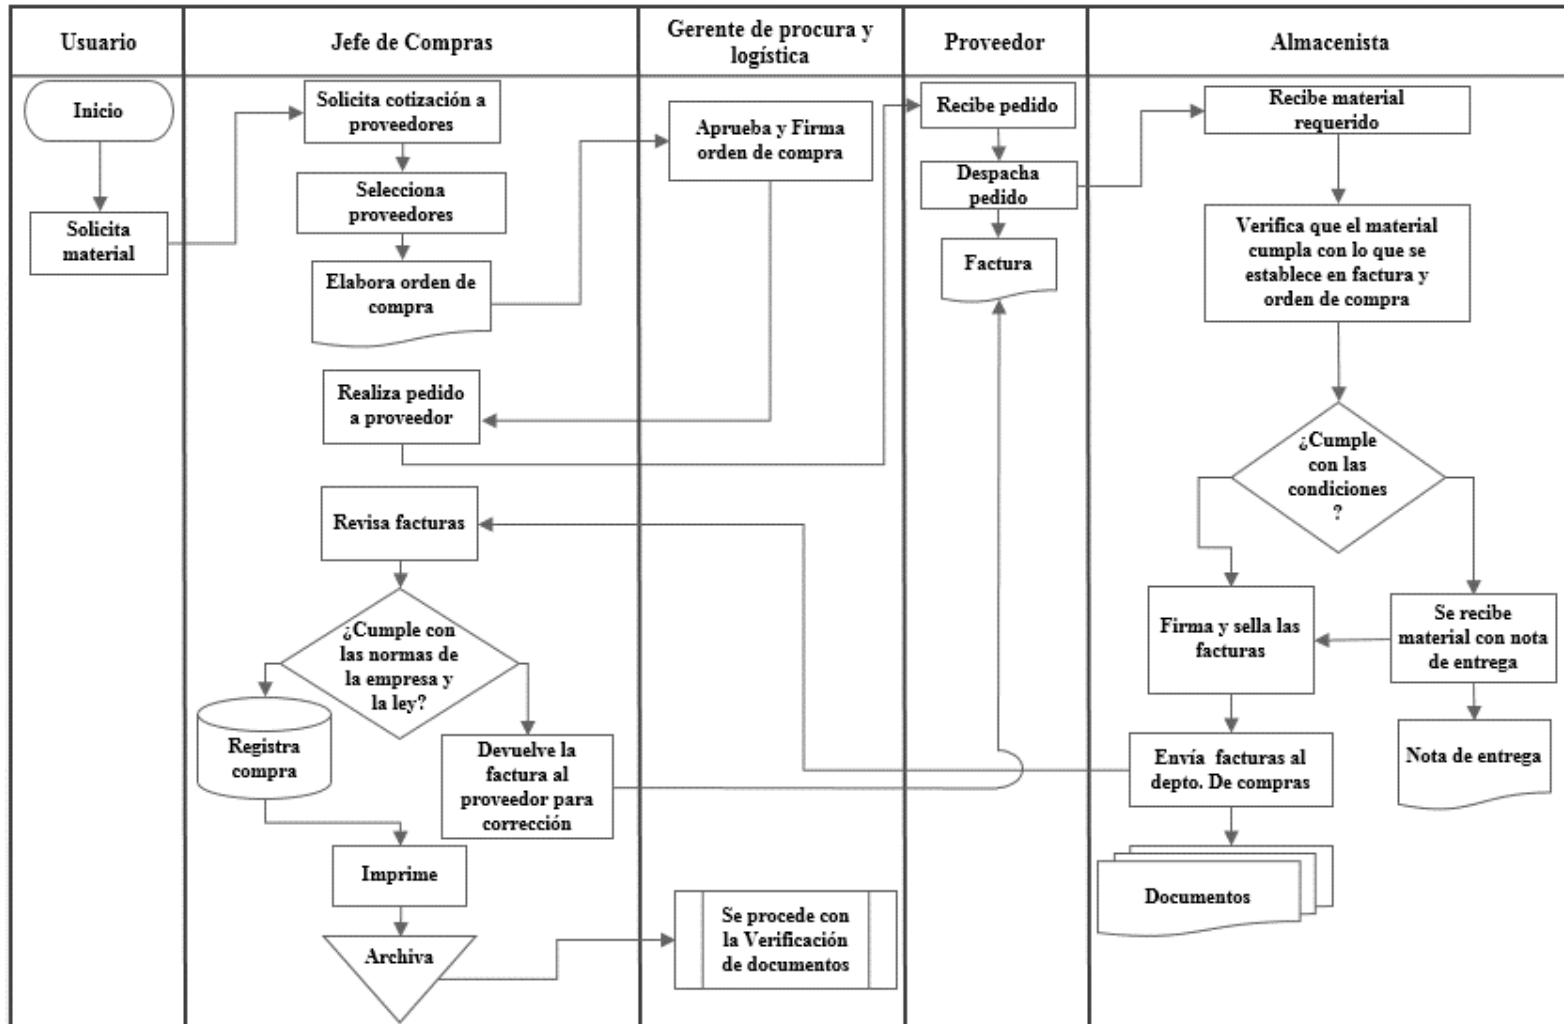 Usuario
Jefe de Compras
Gerente de procura y
logística
Proveedor
Almacenista
Inicio
Solicita
material
Solicita cotización a
proveedores
Selecciona
proveedores
Elabora orden de
compra
Aprueba y Firma
orden de compra
Realiza pedido
a proveedor
Recibe pedido
Despacha
pedido
Factura
Recibe material
requerido
Verifica que el material
cumpla con lo que se
establece en factura y
orden de compra
¿Cumple
con las
condiciones
?
Firma y sella las
facturas
Se recibe
material con nota
de entrega
Nota de entrega
Envía facturas al
depto. De compras
Documentos
Revisa facturas
¿Cumple con
las normas de
la empresa y
la ley?
Registra
compra
Devuelve la
factura al
proveedor para
corrección
Imprime
Archiva
Se procede con
la Verificación
de documentos